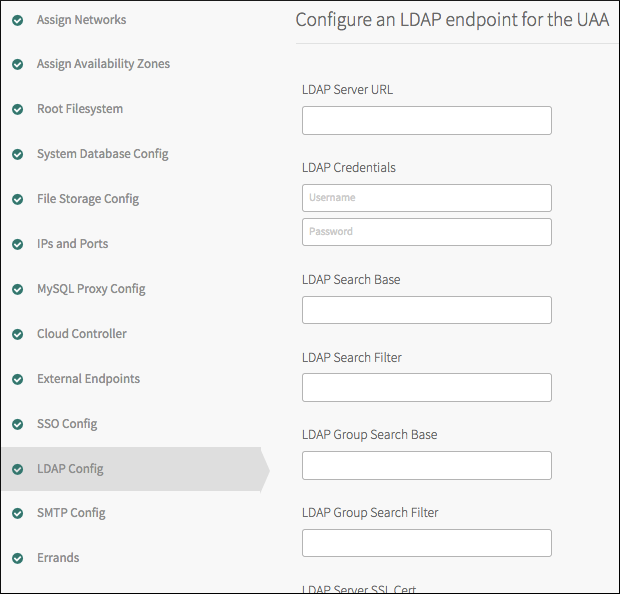 Assign Networks
Assign Availability Zones
Root Filesystem
System Database Config
File Storage Config
IPs and Ports
MySQL Proxy Config
Cloud Controller
External Endpoints
SSO Config
LDAP Config
SMTP Config
Errands
Configure an LDAP endpoint for the UAA
LDAP Server URL
LDAP Credentials
Username
Password
LDAP Search Base
LDAP Search Filter
LDAP Group Search Base
LDAP Group Search Filter
LDAP Server SSL Cert